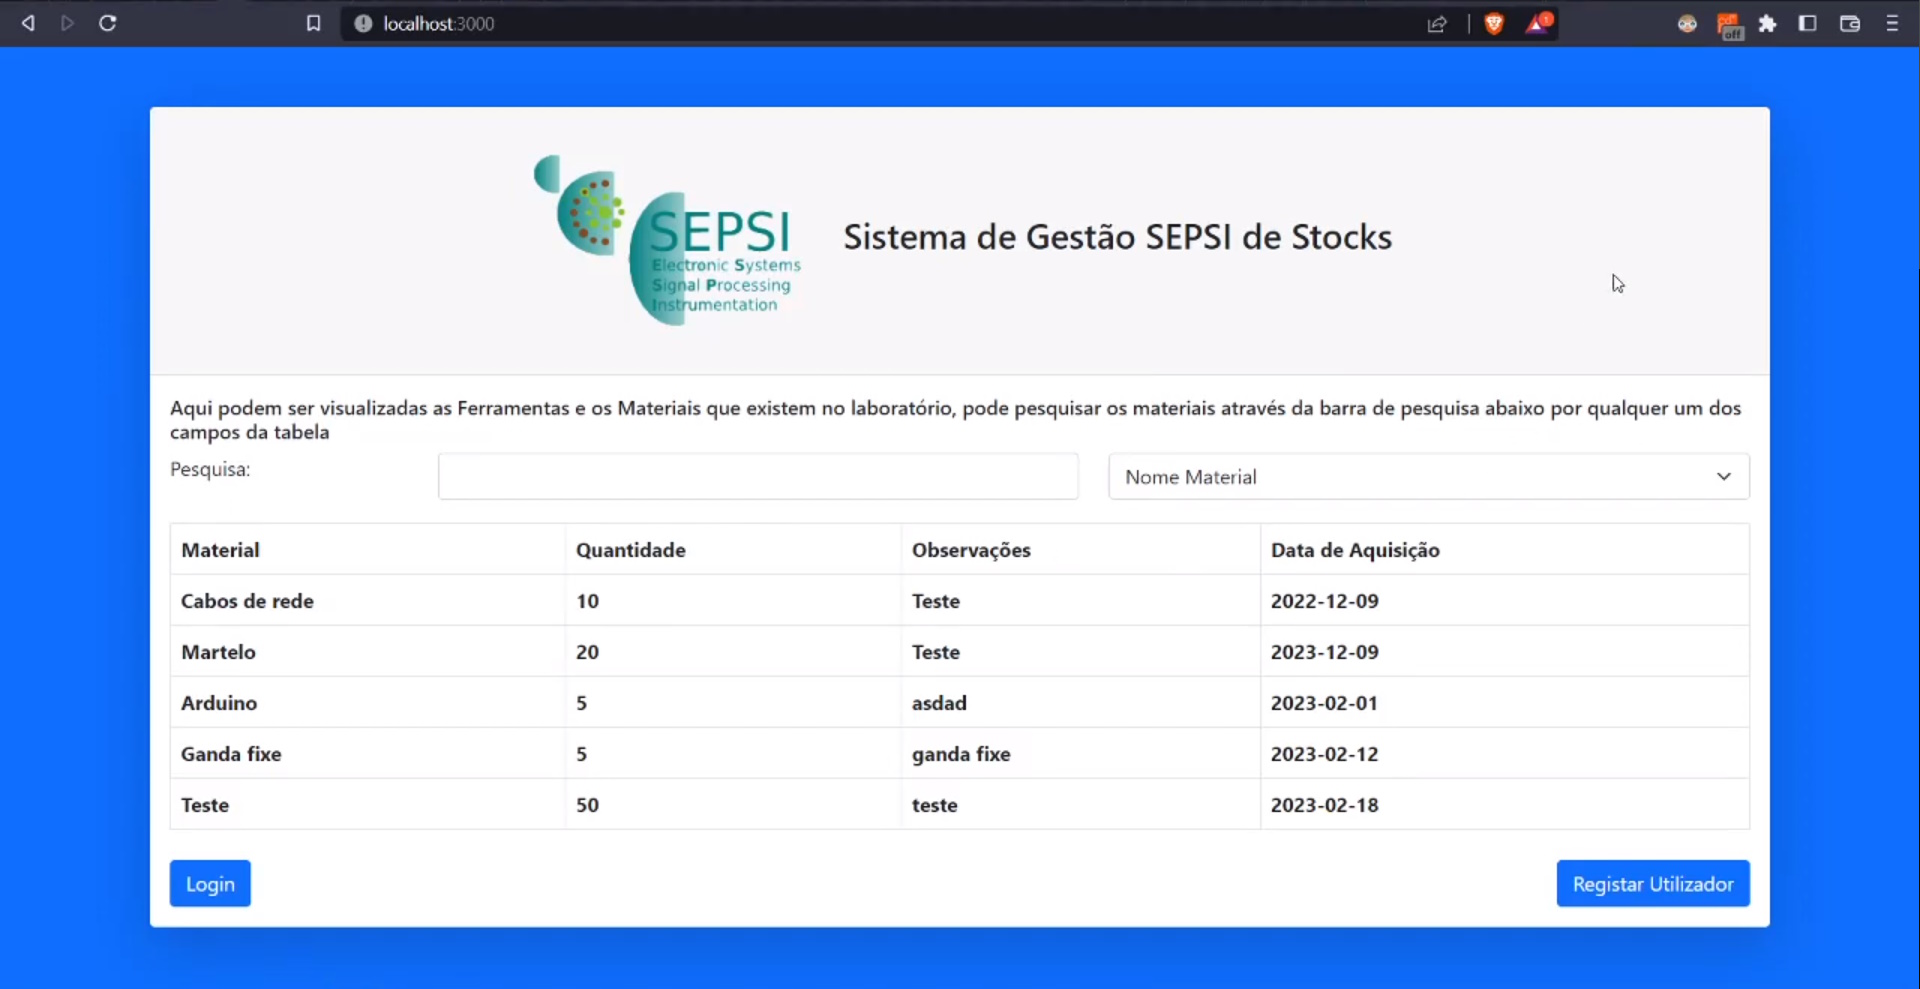 localhost:3000
1
off
SEPSI
Electronic Systems
Signal Processing
Instrumentation
Sistema de Gestão SEPSI de Stocks
Aqui podem ser visualizadas as Ferramentas e os Materiais que existem no laboratório, pode pesquisar os materiais através da barra de pesquisa abaixo por qualquer um dos
campos da tabela
Pesquisa:
Nome Material
Material Quantidade Observações Data de Aquisição
Cabos de rede 10 Teste 2022-12-09
Martelo 20 Teste 2023-12-09
Arduino 5 asdad 2023-02-01
Ganda fixe 5 ganda fixe 2023-02-12
Teste 50 teste 2023-02-18
Login Registar Utilizador